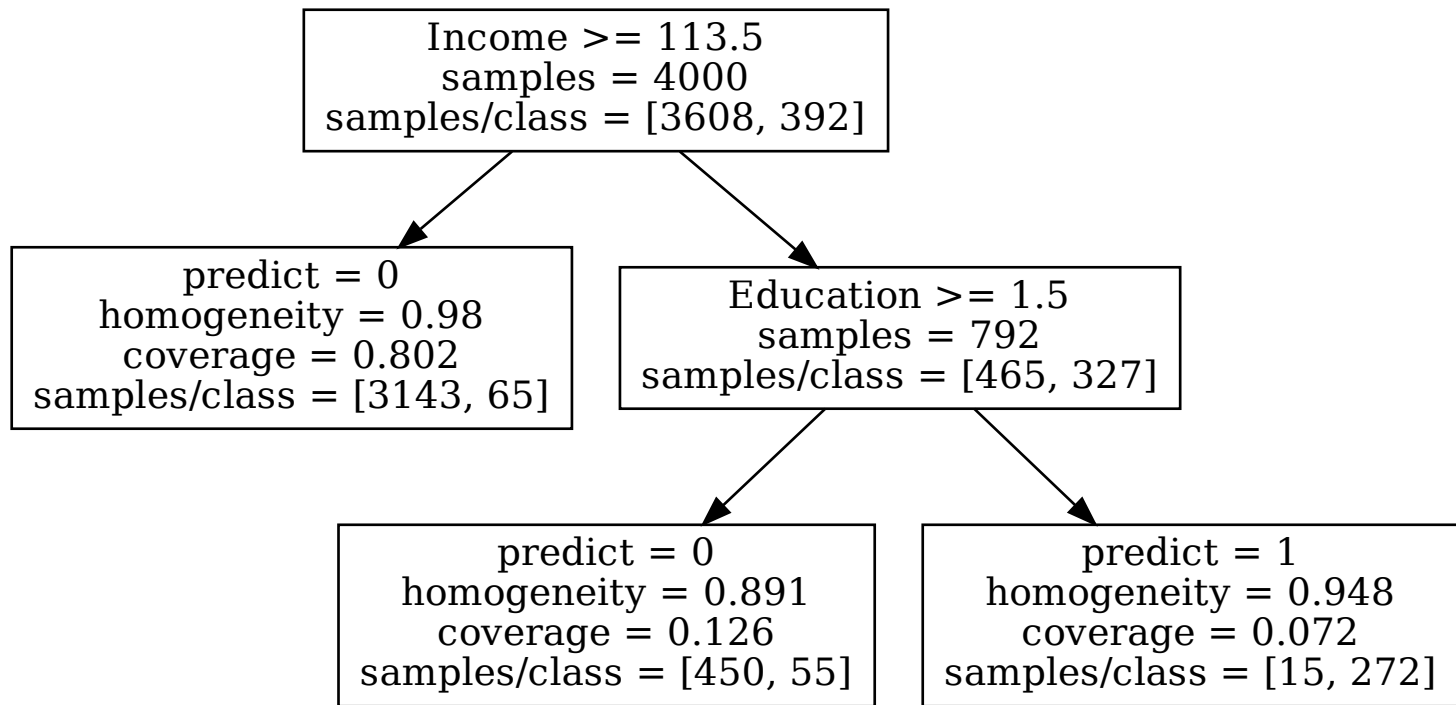 Income >= 113.5
samples = 4000
samples/class = [3608, 392]
predict = 0
homogeneity = 0.98
coverage = 0.802
samples/class = [3143, 65]
Education >= 1.5
samples = 792
samples/class = [465, 327]
predict = 0
homogeneity = 0.891
coverage = 0.126
samples/class = [450, 55]
predict = 1
homogeneity = 0.948
coverage = 0.072
samples/class = [15, 272]